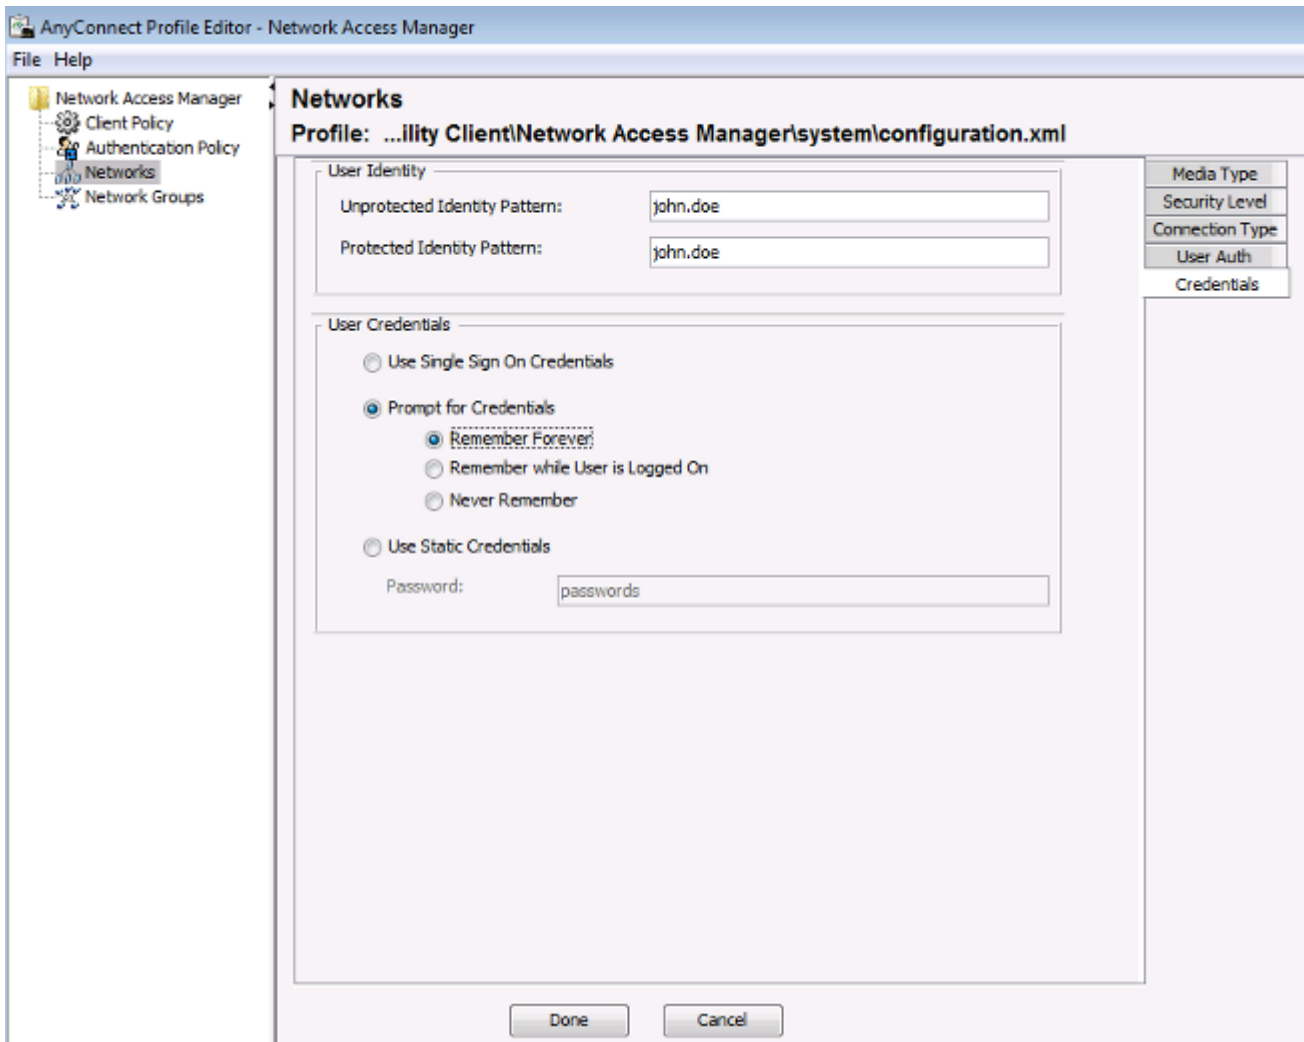 AnyConnect Profile Editor - Network Access Manager
File Help
Network Access Manager
Client Policy
Authentication Policy
Networks
Network Groups
Networks
Profile: ...ility Client\Network Access Manager\system\configuration.xml
Media Type
Security Level
Connection Type
User Auth
Credentials
User Identity
Unprotected Identity Pattern: john.doe
Protected Identity Pattern: john.doe
User Credentials
Use Single Sign On Credentials
Prompt for Credentials
Remember Forever
Remember while User is Logged On
Never Remember
Use Static Credentials
Password: passwords
Done Cancel